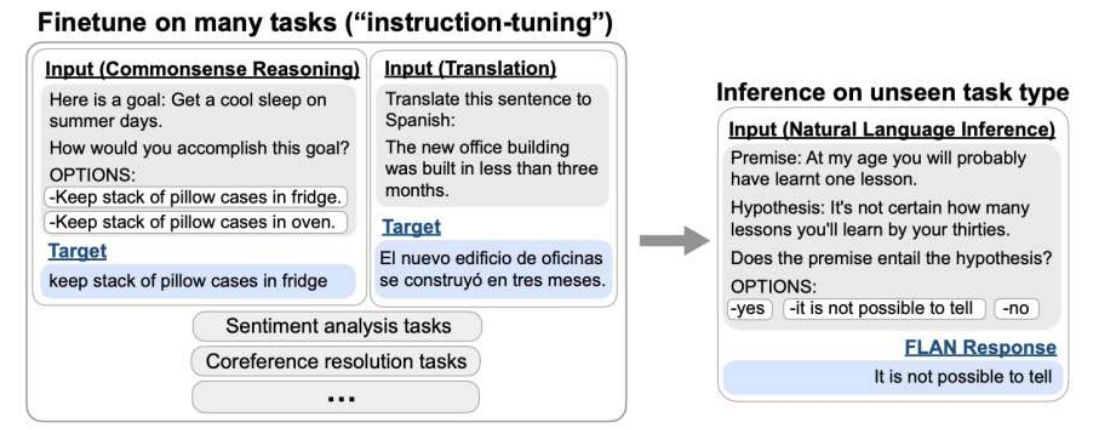 Finetune on many tasks (“instruction-tuning”)
Input (Commonsense Reasoning)
Here is a goal: Get a cool sleep on
summer days.
How would you accomplish this goal?
OPTIONS:
-Keep stack of pillow cases in fridge.
-Keep stack of pillow cases in oven.
Target
keep stack of pillow cases in fridge
Input (Translation)
Translate this sentence to
Spanish:
The new office building
was built in less than three
months.
Target
El nuevo edificio de oficinas
se construyó en tres meses.
Sentiment analysis tasks
Coreference resolution tasks
...
Inference on unseen task type
Input (Natural Language Inference)
Premise: At my age you will probably
have learnt one lesson.
Hypothesis: It's not certain how many
lessons you'll learn by your thirties.
Does the premise entail the hypothesis?
OPTIONS:
-yes -it is not possible to tell -no
FLAN Response
It is not possible to tell